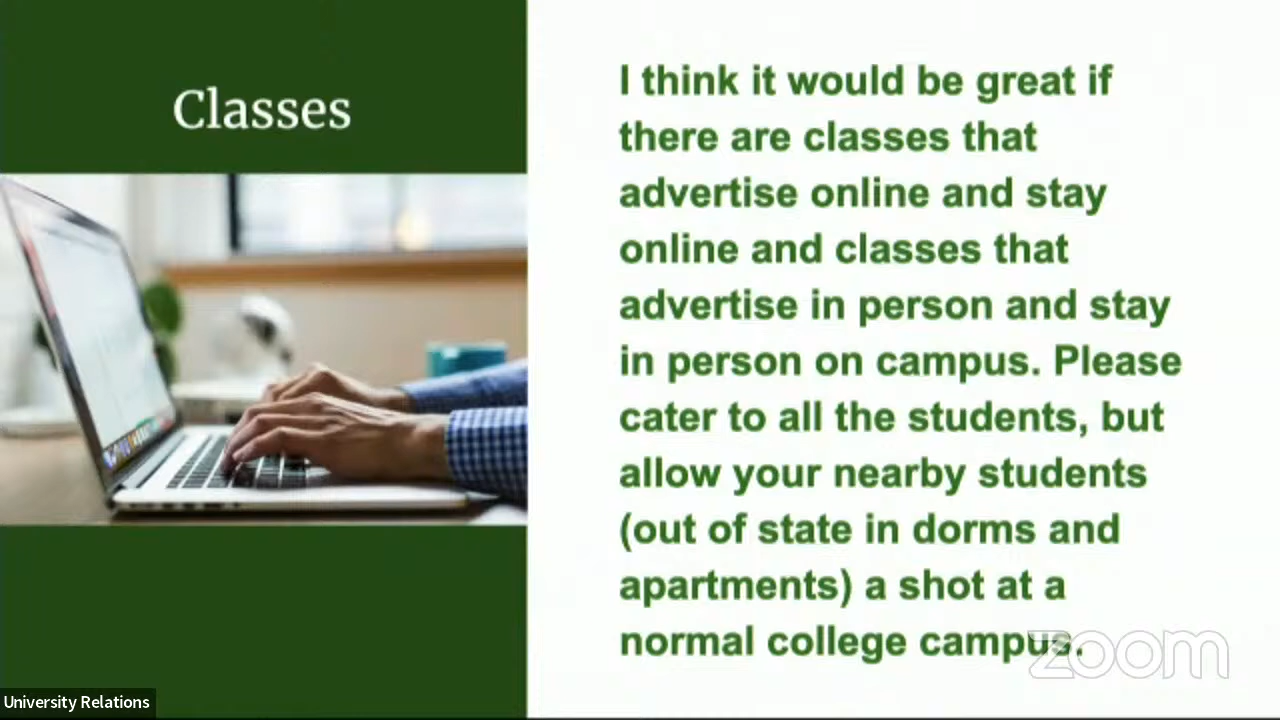 Classes
I think it would be great if
there are classes that
advertise online and stay
online and classes that
advertise in person and stay
in person on campus. Please
cater to all the students, but
allow your nearby students
(out of state in dorms and
apartments) a shot at a
normal college campus.
zoom
University Relations